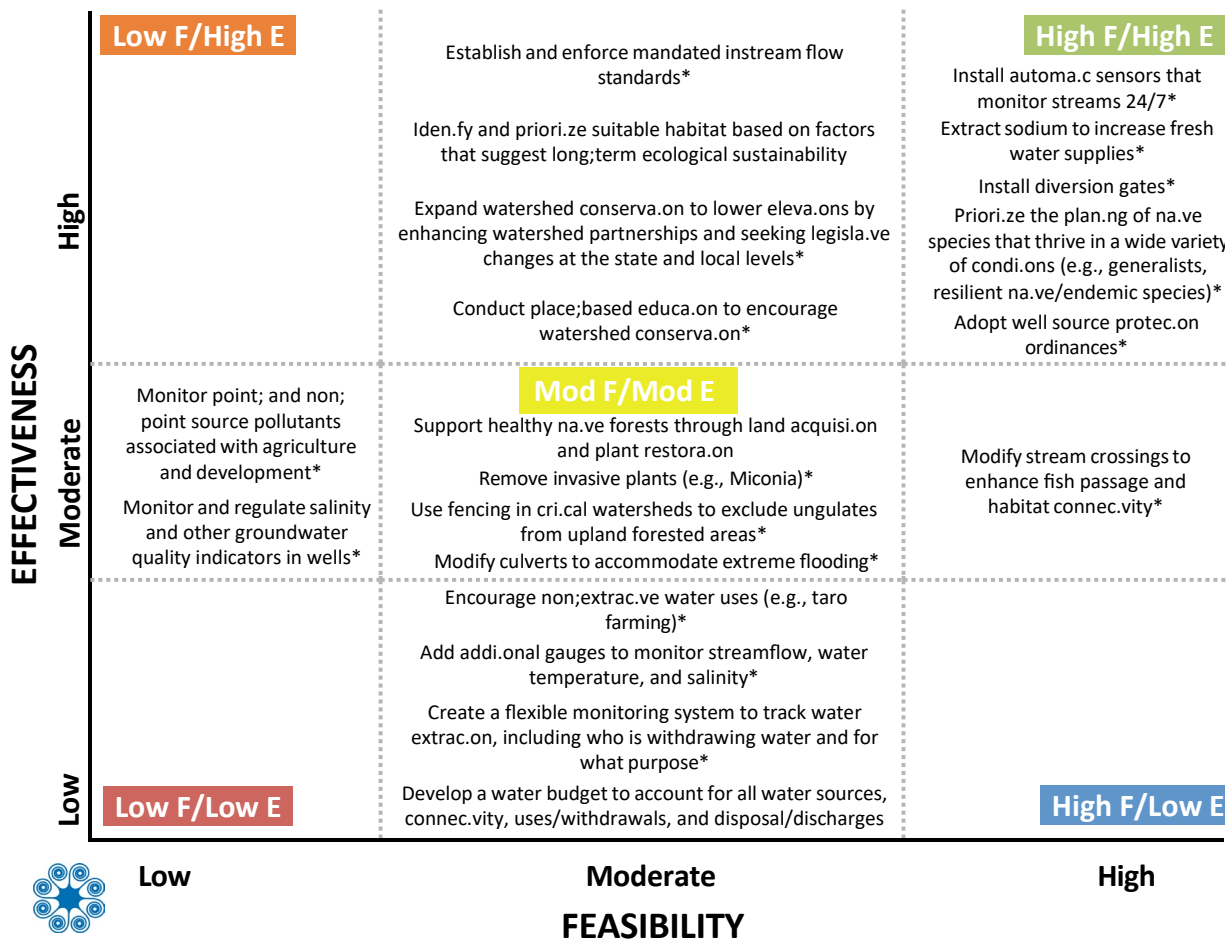 Low F/High E
Establish and enforce mandated instream flow
standards*
Iden.fy and priori.ze suitable habitat based on factors
that suggest long;term ecological sustainability
Expand watershed conserva.on to lower eleva.ons by
enhancing watershed partnerships and seeking legisla.ve
changes at the state and local levels*
Conduct place;based educa.on to encourage
watershed conserva.on*
High F/High E
Install automa.c sensors that
monitor streams 24/7*
Extract sodium to increase fresh
water supplies*
Install diversion gates*
Priori.ze the plan.ng of na.ve
species that thrive in a wide variety
of condi.ons (e.g., generalists,
resilient na.ve/endemic species)*
Adopt well source protec.on
ordinances*
High
EFFECTIVENESS
Moderate
Monitor point; and non;
point source pollutants
associated with agriculture
and development*
Monitor and regulate salinity
and other groundwater
quality indicators in wells*
Mod F/Mod E
Support healthy na.ve forests through land acquisi.on
and plant restora.on
Remove invasive plants (e.g., Miconia)*
Use fencing in cri.cal watersheds to exclude ungulates
from upland forested areas*
Modify culverts to accommodate extreme flooding*
Modify stream crossings to
enhance fish passage and
habitat connec.vity*
Low
Low F/Low E
Encourage non;extrac.ve water uses (e.g., taro
farming)*
Add addi.onal gauges to monitor streamflow, water
temperature, and salinity*
Create a flexible monitoring system to track water
extrac.on, including who is withdrawing water and for
what purpose*
Develop a water budget to account for all water sources,
connec.vity, uses/withdrawals, and disposal/discharges
High F/Low E
Low
Moderate
High
FEASIBILITY